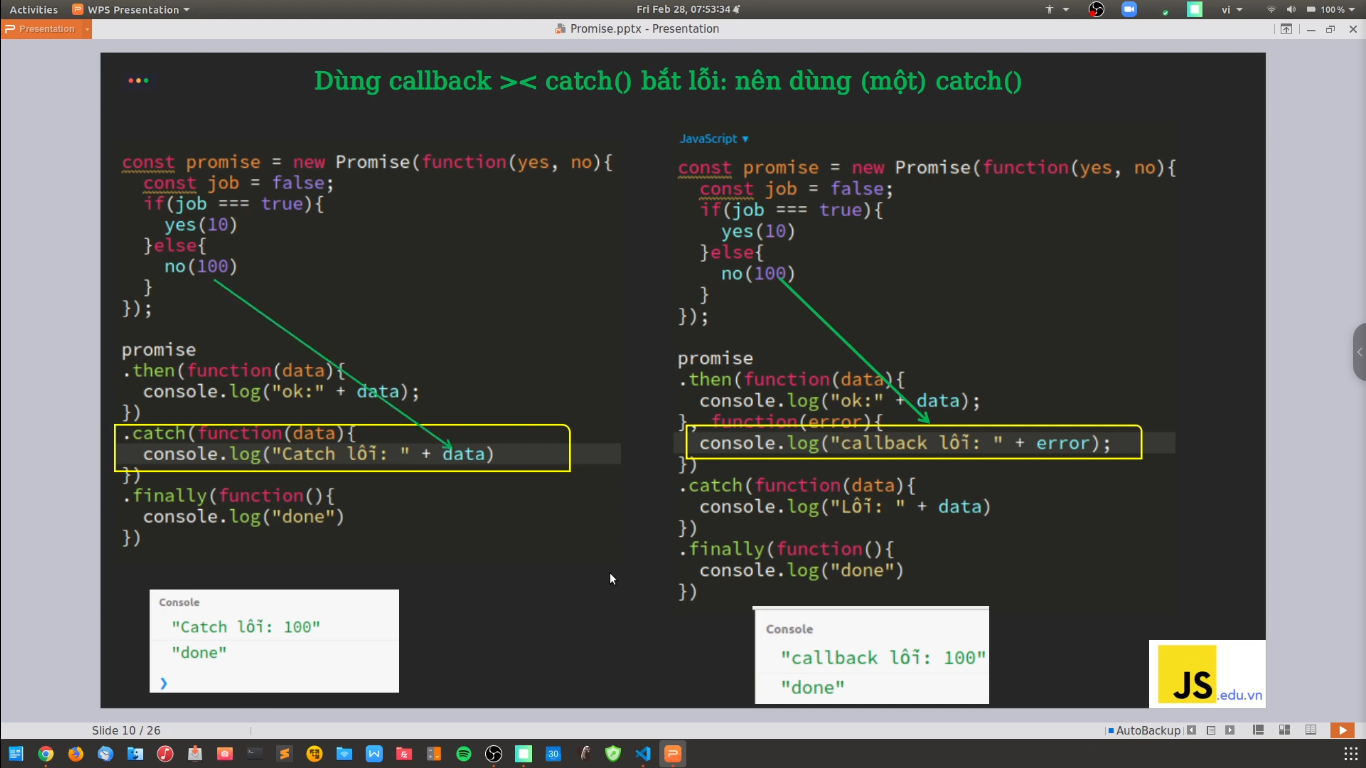 Activities
WPS Presentation
Fri Feb 28, 07:53:34
vi
100 %
Presentation
Promise.pptx - Presentation
Dùng callback >< catch() bắt lỗi: nên dùng (một) catch()
const promise = new Promise(function(yes, no){
const job = false;
if(job === true){
yes(10)
}else{
no(100)
}
});
promise
.then(function(data){
console.log("ok:" + data);
})
.catch(function(data){
console.log("Catch lỗi: " + data)
})
.finally(function(){
console.log("done")
})
Console
"Catch lỗi: 100"
"done"
❯
JavaScript ▼
const promise = new Promise(function(yes, no){
const job = false;
if(job === true){
yes(10)
}else{
no(100)
}
});
promise
.then(function(data){
console.log("ok:" + data);
}, function(error){
console.log("callback lỗi: " + error);
})
.catch(function(data){
console.log("Lỗi: " + data)
})
.finally(function(){
console.log("done")
})
Console
"callback lỗi: 100"
"done"
JS.edu.vn
Slide 10 / 26
AutoBackup
30